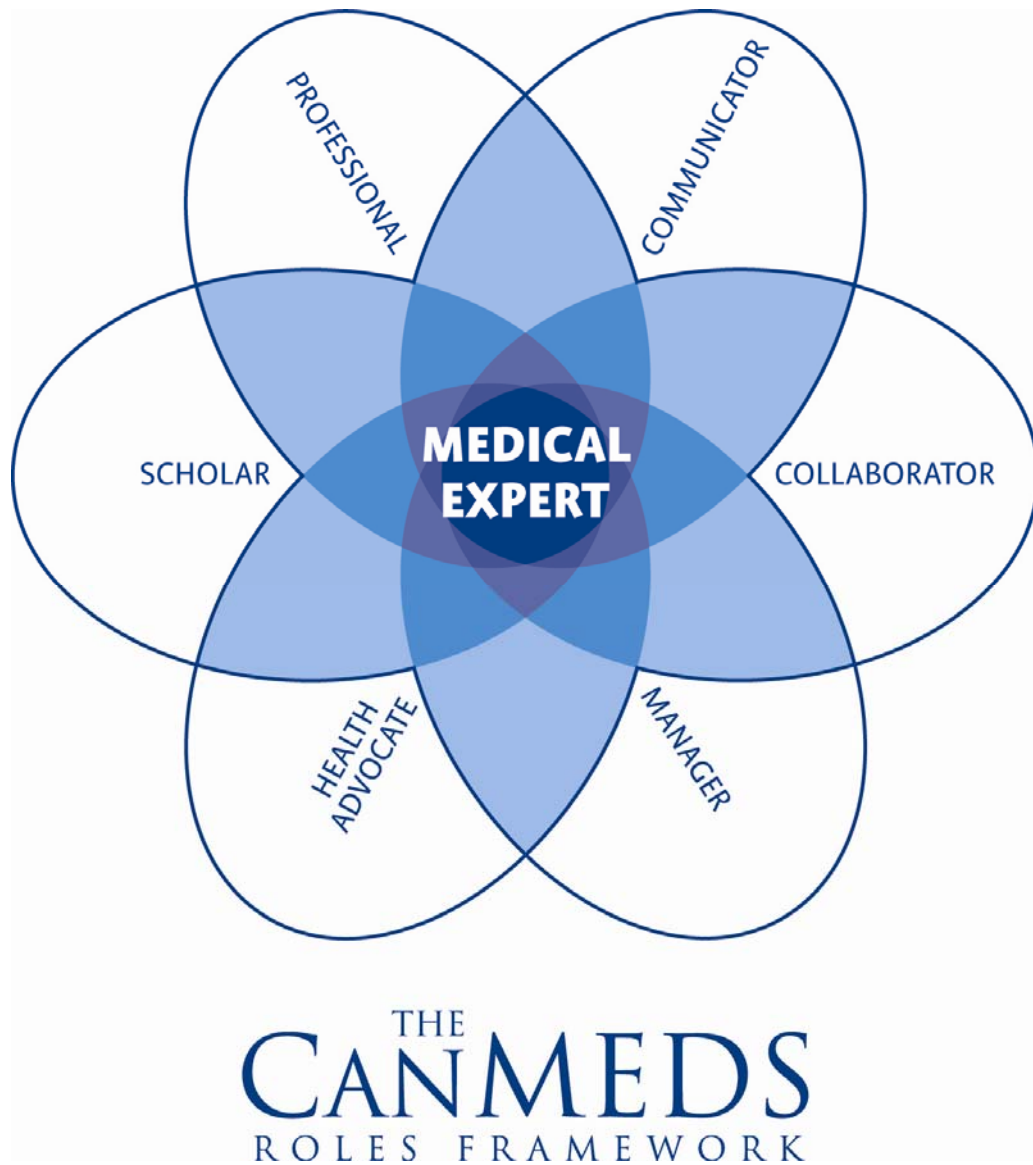 PROFESSIONAL
COMMUNICATOR
SCHOLAR
MEDICAL
EXPERT
COLLABORATOR
HEALTH
ADVOCATE
MANAGER
THE
CANMEDS
ROLES FRAMEWORK